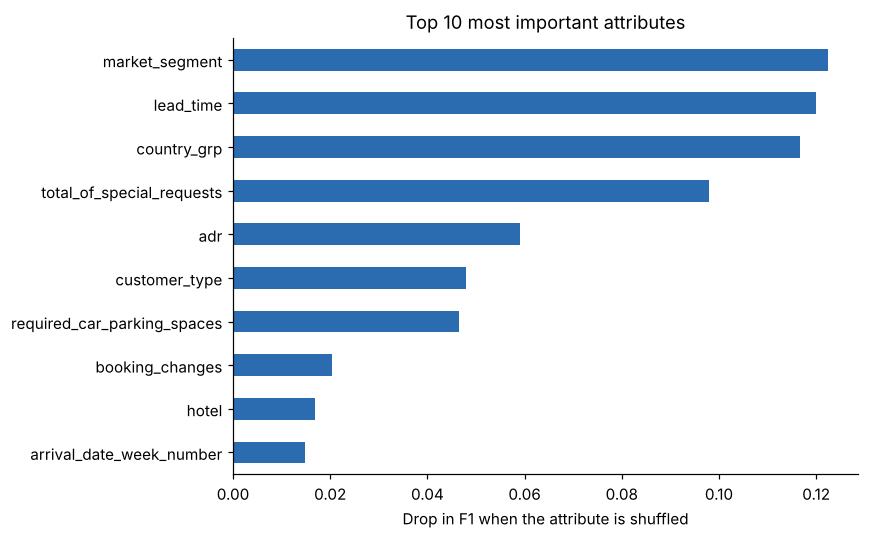 Top 10 most important attributes
market_segment
lead_time
country_grp
total_of_special_requests
adr
customer_type
required_car_parking_spaces
booking_changes
hotel
arrival_date_week_number
0.00 0.02 0.04 0.06 0.08 0.10 0.12
Drop in F1 when the attribute is shuffled